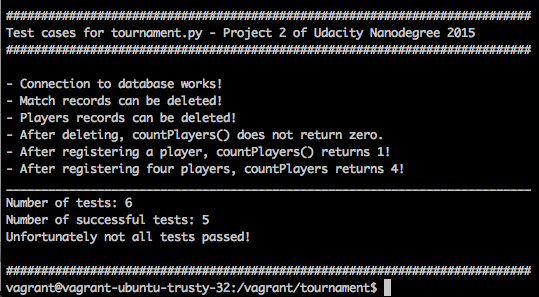 ###########################################################################
Test cases for tournament.py - Project 2 of Udacity Nanodegree 2015
###########################################################################
- Connection to database works!
- Match records can be deleted!
- Players records can be deleted!
- After deleting, countPlayers() does not return zero.
- After registering a player, countPlayers() returns 1!
- After registering four players, countPlayers returns 4!
___________________________________________________________________________
Number of tests: 6
Number of successful tests: 5
Unfortunately not all tests passed!
###########################################################################
vagrant@vagrant-ubuntu-trusty-32:/vagrant/tournament$